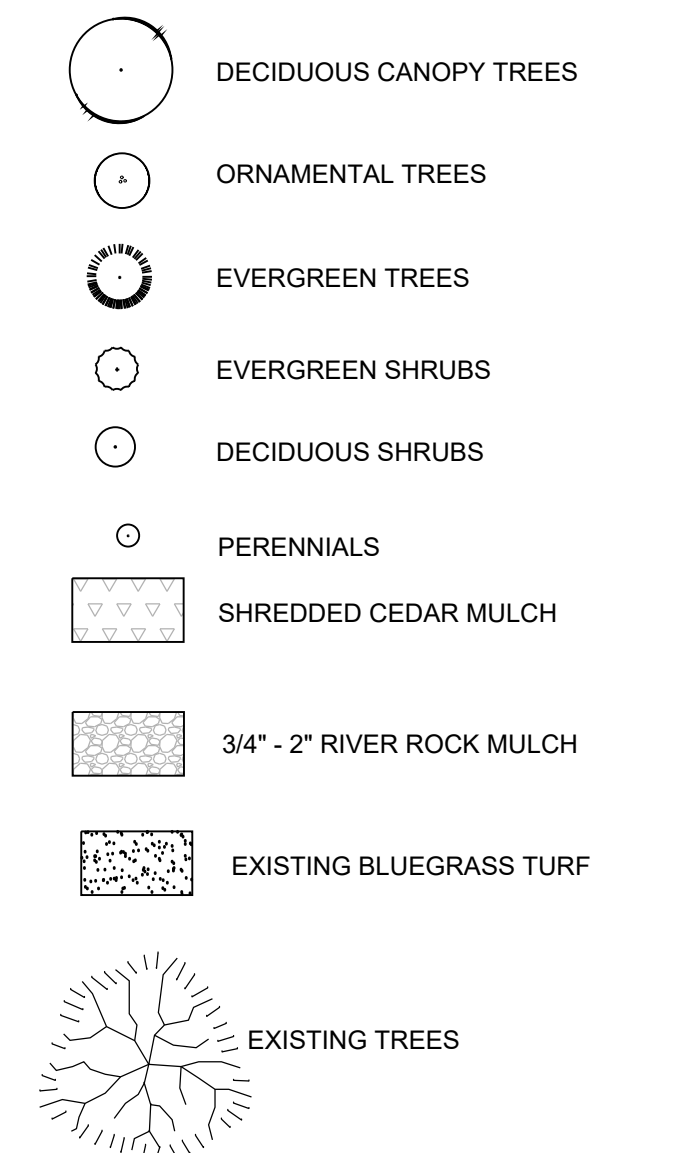 DECIDUOUS CANOPY TREES
ORNAMENTAL TREES
EVERGREEN TREES
EVERGREEN SHRUBS
DECIDUOUS SHRUBS
PERENNIALS
SHREDDED CEDAR MULCH
3/4" - 2" RIVER ROCK MULCH
EXISTING BLUEGRASS TURF
EXISTING TREES